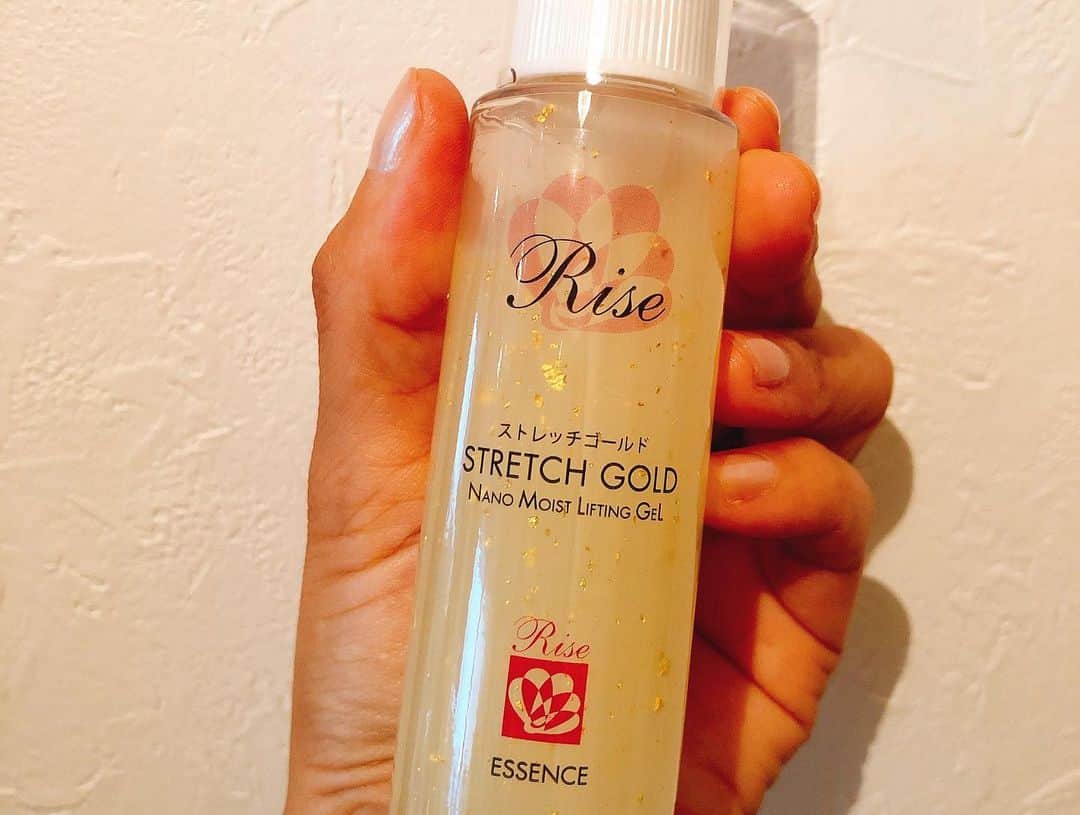 Rise
ストレッチゴールド
STRETCH GOLD
NANO MOIST LIFTING GEL
Rise
ESSENCE